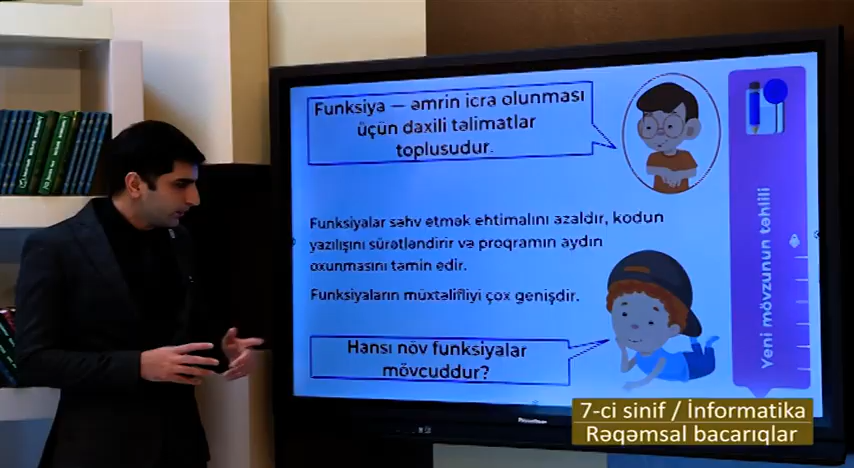 Funksiya — əmrin icra olunması
üçün daxili təlimatlar
toplusudur.
Funksiyalar səhv etmək ehtimalını azaldır, kodun
yazılışını sürətləndirir və proqramın aydın
oxunmasını təmin edir.
Funksiyaların müxtəlifliyi çox genişdir.
Hansı növ funksiyalar
mövcuddur?
Yeni mövzunun təhlili
7-ci sinif / İnformatika
Rəqəmsal bacarıqlar